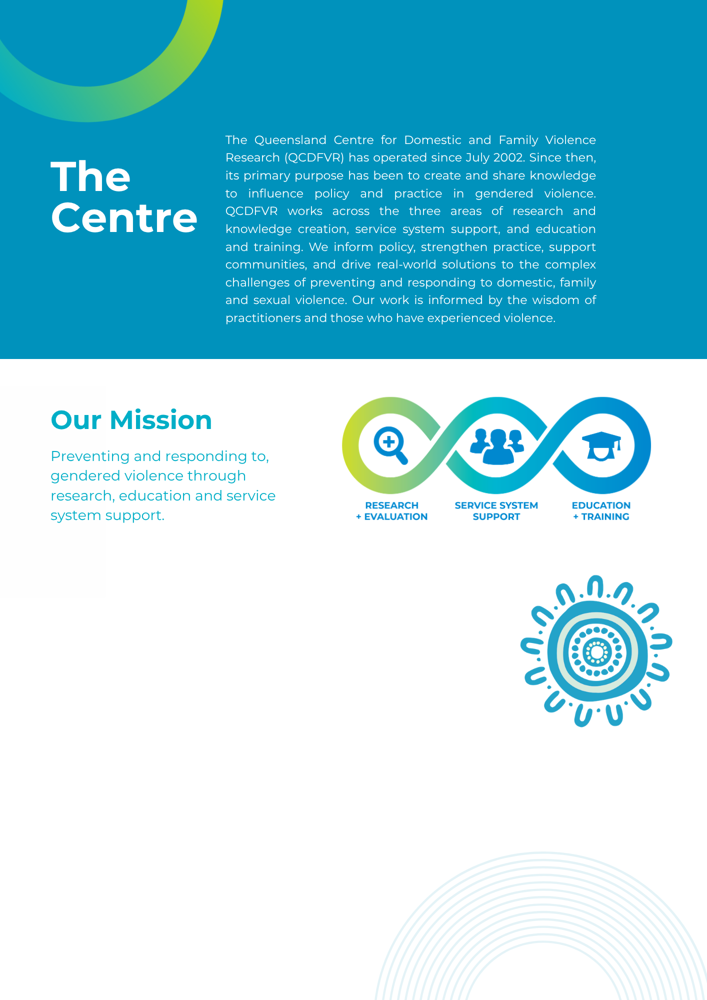 The
Centre
The Queensland Centre for Domestic and Family Violence
Research (QCDFVR) has operated since July 2002. Since then,
its primary purpose has been to create and share knowledge
to influence policy and practice in gendered violence.
QCDFVR works across the three areas of research and
knowledge creation, service system support, and education
and training. We inform policy, strengthen practice, support
communities, and drive real-world solutions to the complex
challenges of preventing and responding to domestic, family
and sexual violence. Our work is informed by the wisdom of
practitioners and those who have experienced violence.
Our Mission
Preventing and responding to,
gendered violence through
research, education and service
system support.
RESEARCH
+ EVALUATION
SERVICE SYSTEM
SUPPORT
EDUCATION
+ TRAINING